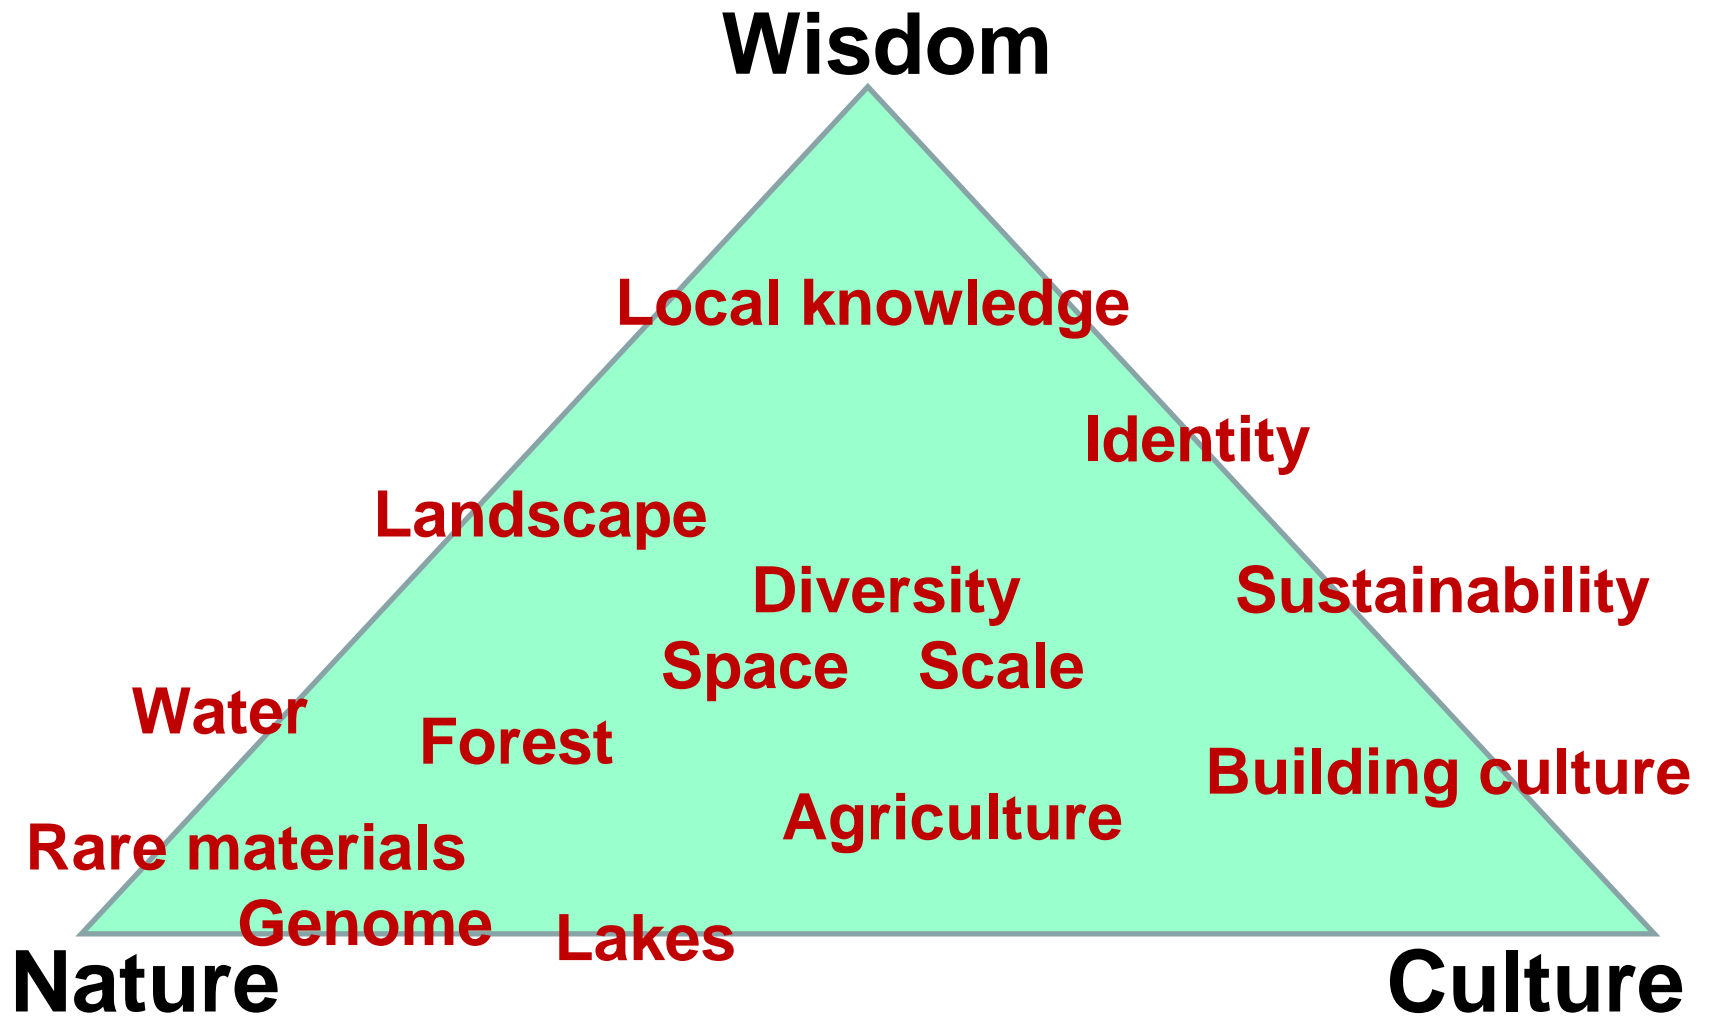 Wisdom
Local knowledge
Identity
Landscape
Diversity
Sustainability
Space Scale
Water
Forest
Building culture
Agriculture
Rare materials
Genome
Lakes
Nature
Culture